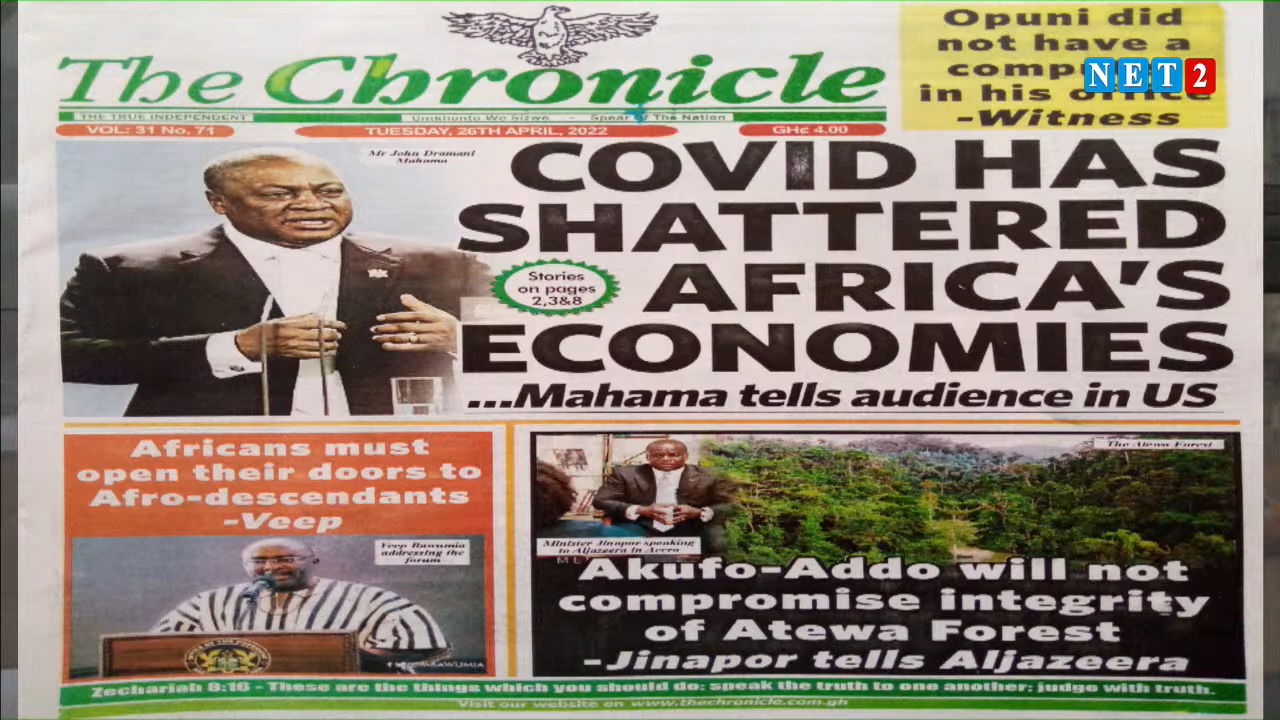 The Chronicle
THE TRUE INDEPENDENT
Umkhonto We Sizwe - Spear of The Nation
VOL: 31 No. 71
TUESDAY, 26TH APRIL, 2022
GH¢ 4.00
Opuni did
not have a
in his office
-Witness
NET2
Mr John Dramani
Mahama
COVID HAS
SHATTERED
AFRICA'S
ECONOMIES
...Mahama tells audience in US
Stories
on pages
2,3&8
Africans must
open their doors to
Afro-descendants
-Veep
Veep Bawumia
addressing the
forum
The Atewa Forest
Minister Jinapor speaking
to Aljazeera in Accra
Akufo-Addo will not
compromise integrity
of Atewa Forest
-Jinapor tells Aljazeera
Zechariah 8:16 - These are the things which you should do: speak the truth to one another; judge with truth.
Visit our website on www.thechronicle.com.gh